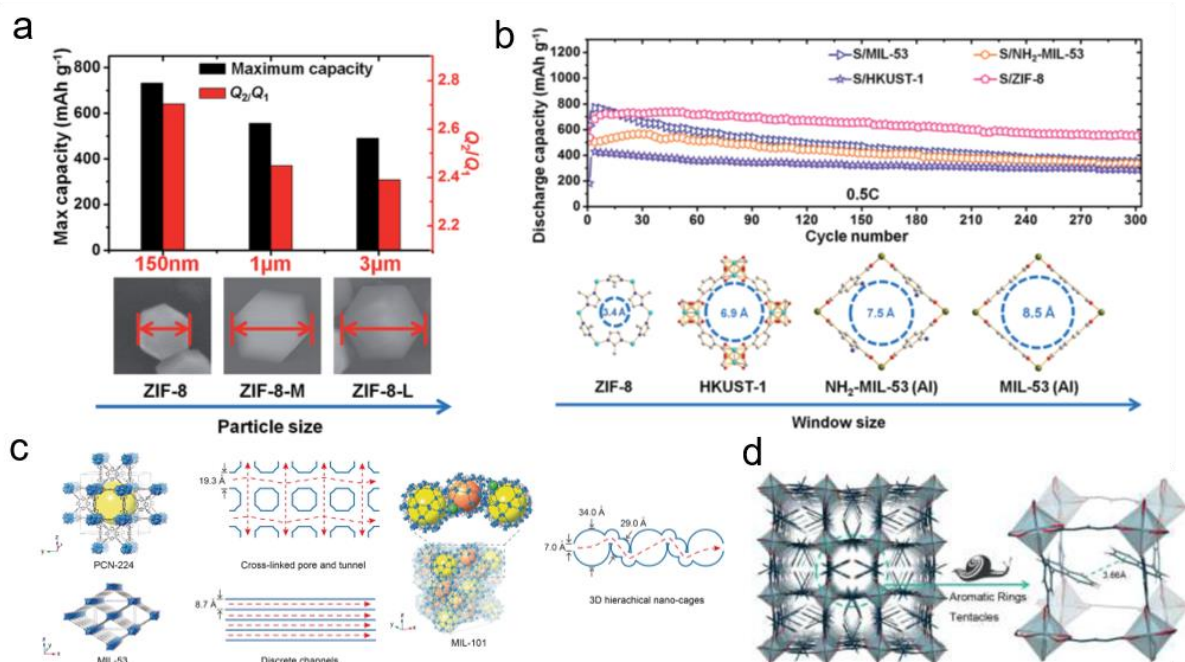 a
800
600
400
200
0
Max capacity (mAh g⁻¹)
Maximum capacity
Q₂/Q₁
2.8
2.6
2.4
2.2
Q₂/Q₁
150nm
1μm
3μm
ZIF-8
ZIF-8-M
ZIF-8-L
Particle size
b
1200
1000
800
600
400
200
0
Discharge capacity (mAh g⁻¹)
S/MIL-53
S/NH₂-MIL-53
S/HKUST-1
S/ZIF-8
0.5C
0 30 60 90 120 150 180 210 240 270 300
Cycle number
3.4 Å
6.9 Å
7.5 Å
8.5 Å
ZIF-8
HKUST-1
NH₂-MIL-53 (Al)
MIL-53 (Al)
Window size
c
PCN-224
19.3 Å
Cross-linked pore and tunnel
MIL-53
8.7 Å
Discrete channels
MIL-101
34.0 Å
29.0 Å
7.0 Å
3D hierachical nano-cages
d
Aromatic Rings
Tentacles
3.66Å